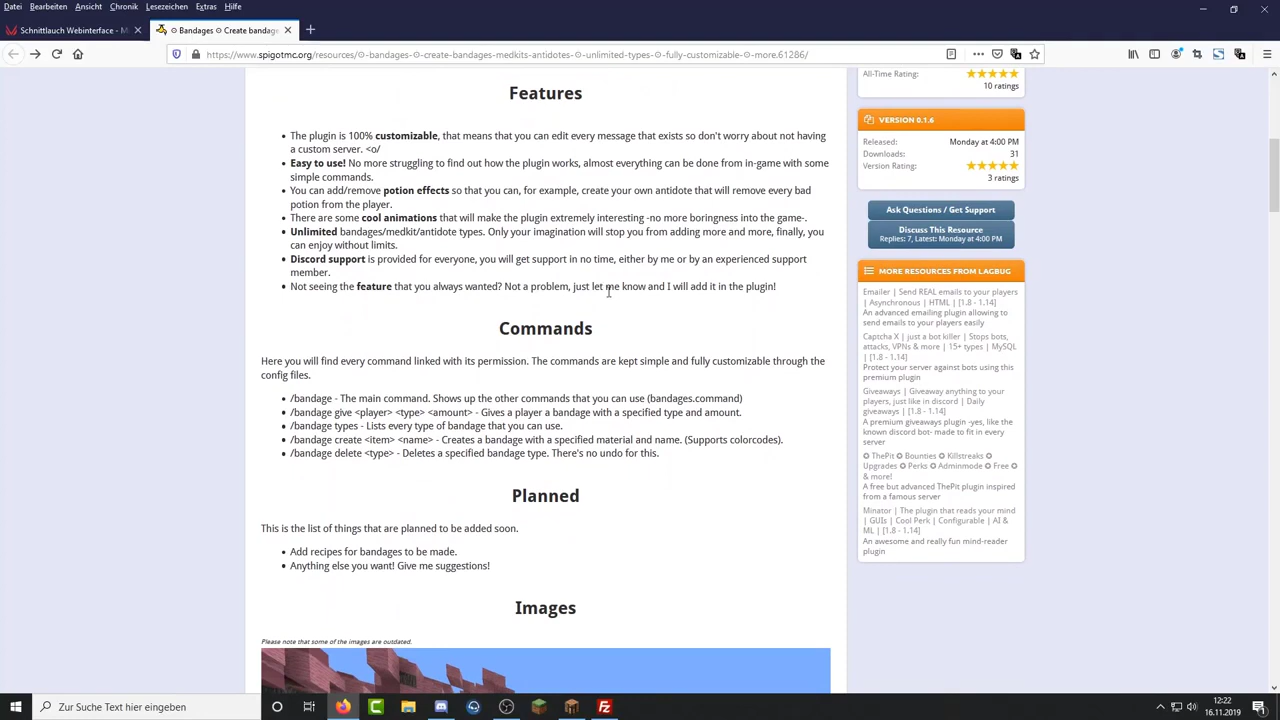 Datei Bearbeiten Ansicht Chronik Lesezeichen Extras Hilfe
Schnittlauch Webinterface - M
⊙ Bandages ⊙ Create bandag
https://www.spigotmc.org/resources/⊙-bandages-⊙-create-bandages-medkits-antidotes-⊙-unlimited-types-⊙-fully-customizable-⊙-more.61286/
Features
The plugin is 100% customizable, that means that you can edit every message that exists so don't worry about not having
a custom server. <o/
Easy to use! No more struggling to find out how the plugin works, almost everything can be done from in-game with some
simple commands.
You can add/remove potion effects so that you can, for example, create your own antidote that will remove every bad
potion from the player.
There are some cool animations that will make the plugin extremely interesting -no more boringness into the game-.
Unlimited bandages/medkit/antidote types. Only your imagination will stop you from adding more and more, finally, you
can enjoy without limits.
Discord support is provided for everyone, you will get support in no time, either by me or by an experienced support
member.
Not seeing the feature that you always wanted? Not a problem, just let me know and I will add it in the plugin!
Commands
Here you will find every command linked with its permission. The commands are kept simple and fully customizable through the
config files.
/bandage - The main command. Shows up the other commands that you can use (bandages.command)
/bandage give <player> <type> <amount> - Gives a player a bandage with a specified type and amount.
/bandage types - Lists every type of bandage that you can use.
/bandage create <item> <name> - Creates a bandage with a specified material and name. (Supports colorcodes).
/bandage delete <type> - Deletes a specified bandage type. There's no undo for this.
Planned
This is the list of things that are planned to be added soon.
Add recipes for bandages to be made.
Anything else you want! Give me suggestions!
Images
Please note that some of the images are outdated.
All-Time Rating:
10 ratings
VERSION 0.1.6
Released: Monday at 4:00 PM
Downloads: 31
Version Rating:
3 ratings
Ask Questions / Get Support
Discuss This Resource
Replies: 7, Latest: Monday at 4:00 PM
MORE RESOURCES FROM LAGBUG
Emailer | Send REAL emails to your players
| Asynchronous | HTML | [1.8 - 1.14]
An advanced emailing plugin allowing to
send emails to your players easily
Captcha X | just a bot killer | Stops bots,
attacks, VPNs & more | 15+ types | MySQL
| [1.8 - 1.14]
Protect your server against bots using this
premium plugin
Giveaways | Giveaway anything to your
players, just like in discord | Daily
giveaways | [1.8 - 1.14]
A premium giveaways plugin -yes, like the
known discord bot- made to fit in every
server
✪ ThePit ✪ Bounties ✪ Killstreaks ✪
Upgrades ✪ Perks ✪ Adminmode ✪ Free ✪
& more!
A free but advanced ThePit plugin inspired
from a famous server
Minator | The plugin that reads your mind
| GUIs | Cool Perk | Configurable | AI &
ML | [1.8 - 1.14]
An awesome and really fun mind-reader
plugin
Zur Suche Text hier eingeben
12:22
16.11.2019